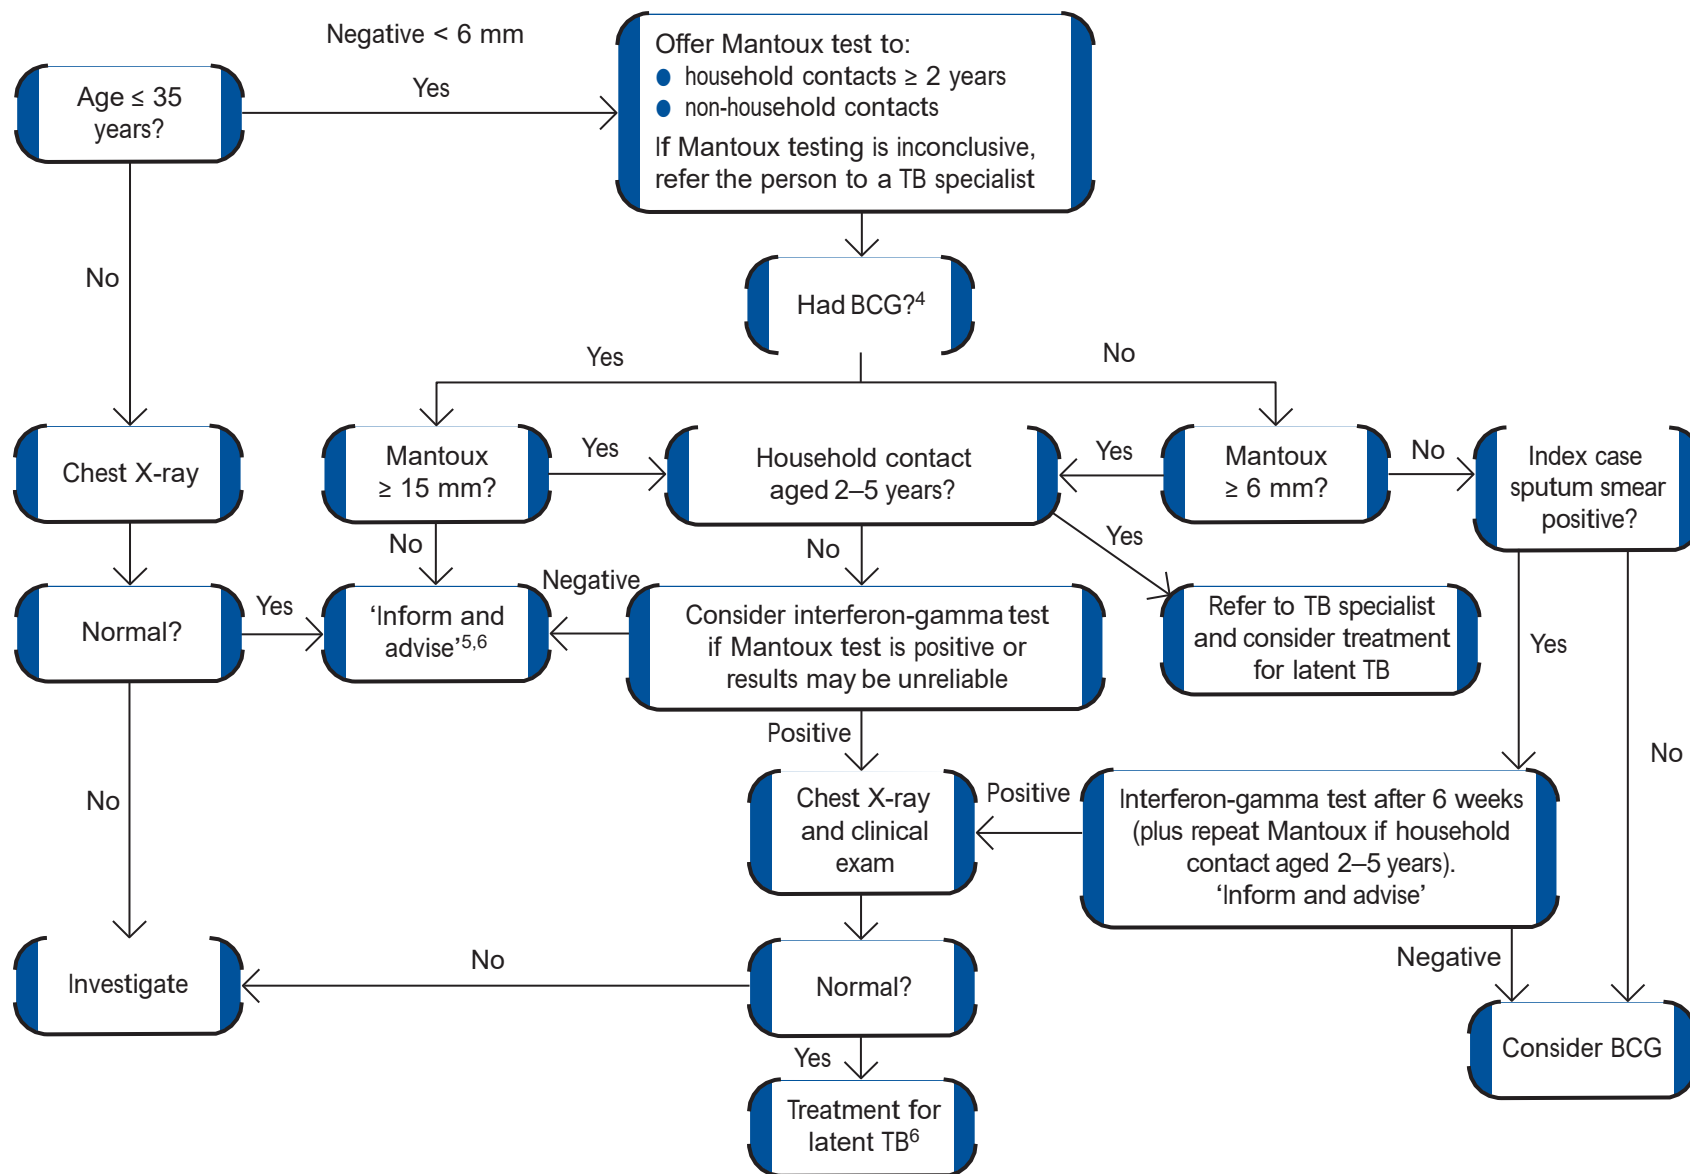 Negative < 6 mm
Age ≤ 35
years?
Yes
Offer Mantoux test to:
● household contacts ≥ 2 years
● non-household contacts
If Mantoux testing is inconclusive,
refer the person to a TB specialist
No
Had BCG?4
Yes
No
Chest X-ray
Mantoux
≥ 15 mm?
Yes
Household contact
aged 2–5 years?
Yes
Mantoux
≥ 6 mm?
No
Index case
sputum smear
positive?
No
No
Yes
Normal?
Yes
‘Inform and
advise’5,6
Negative
Consider interferon-gamma test
if Mantoux test is positive or
results may be unreliable
Refer to TB specialist
and consider treatment
for latent TB
Yes
No
Positive
No
Chest X-ray
and clinical
exam
Positive
Interferon-gamma test after 6 weeks
(plus repeat Mantoux if household
contact aged 2–5 years).
‘Inform and advise’
Investigate
No
Normal?
Negative
Consider BCG
Yes
Treatment for
latent TB6